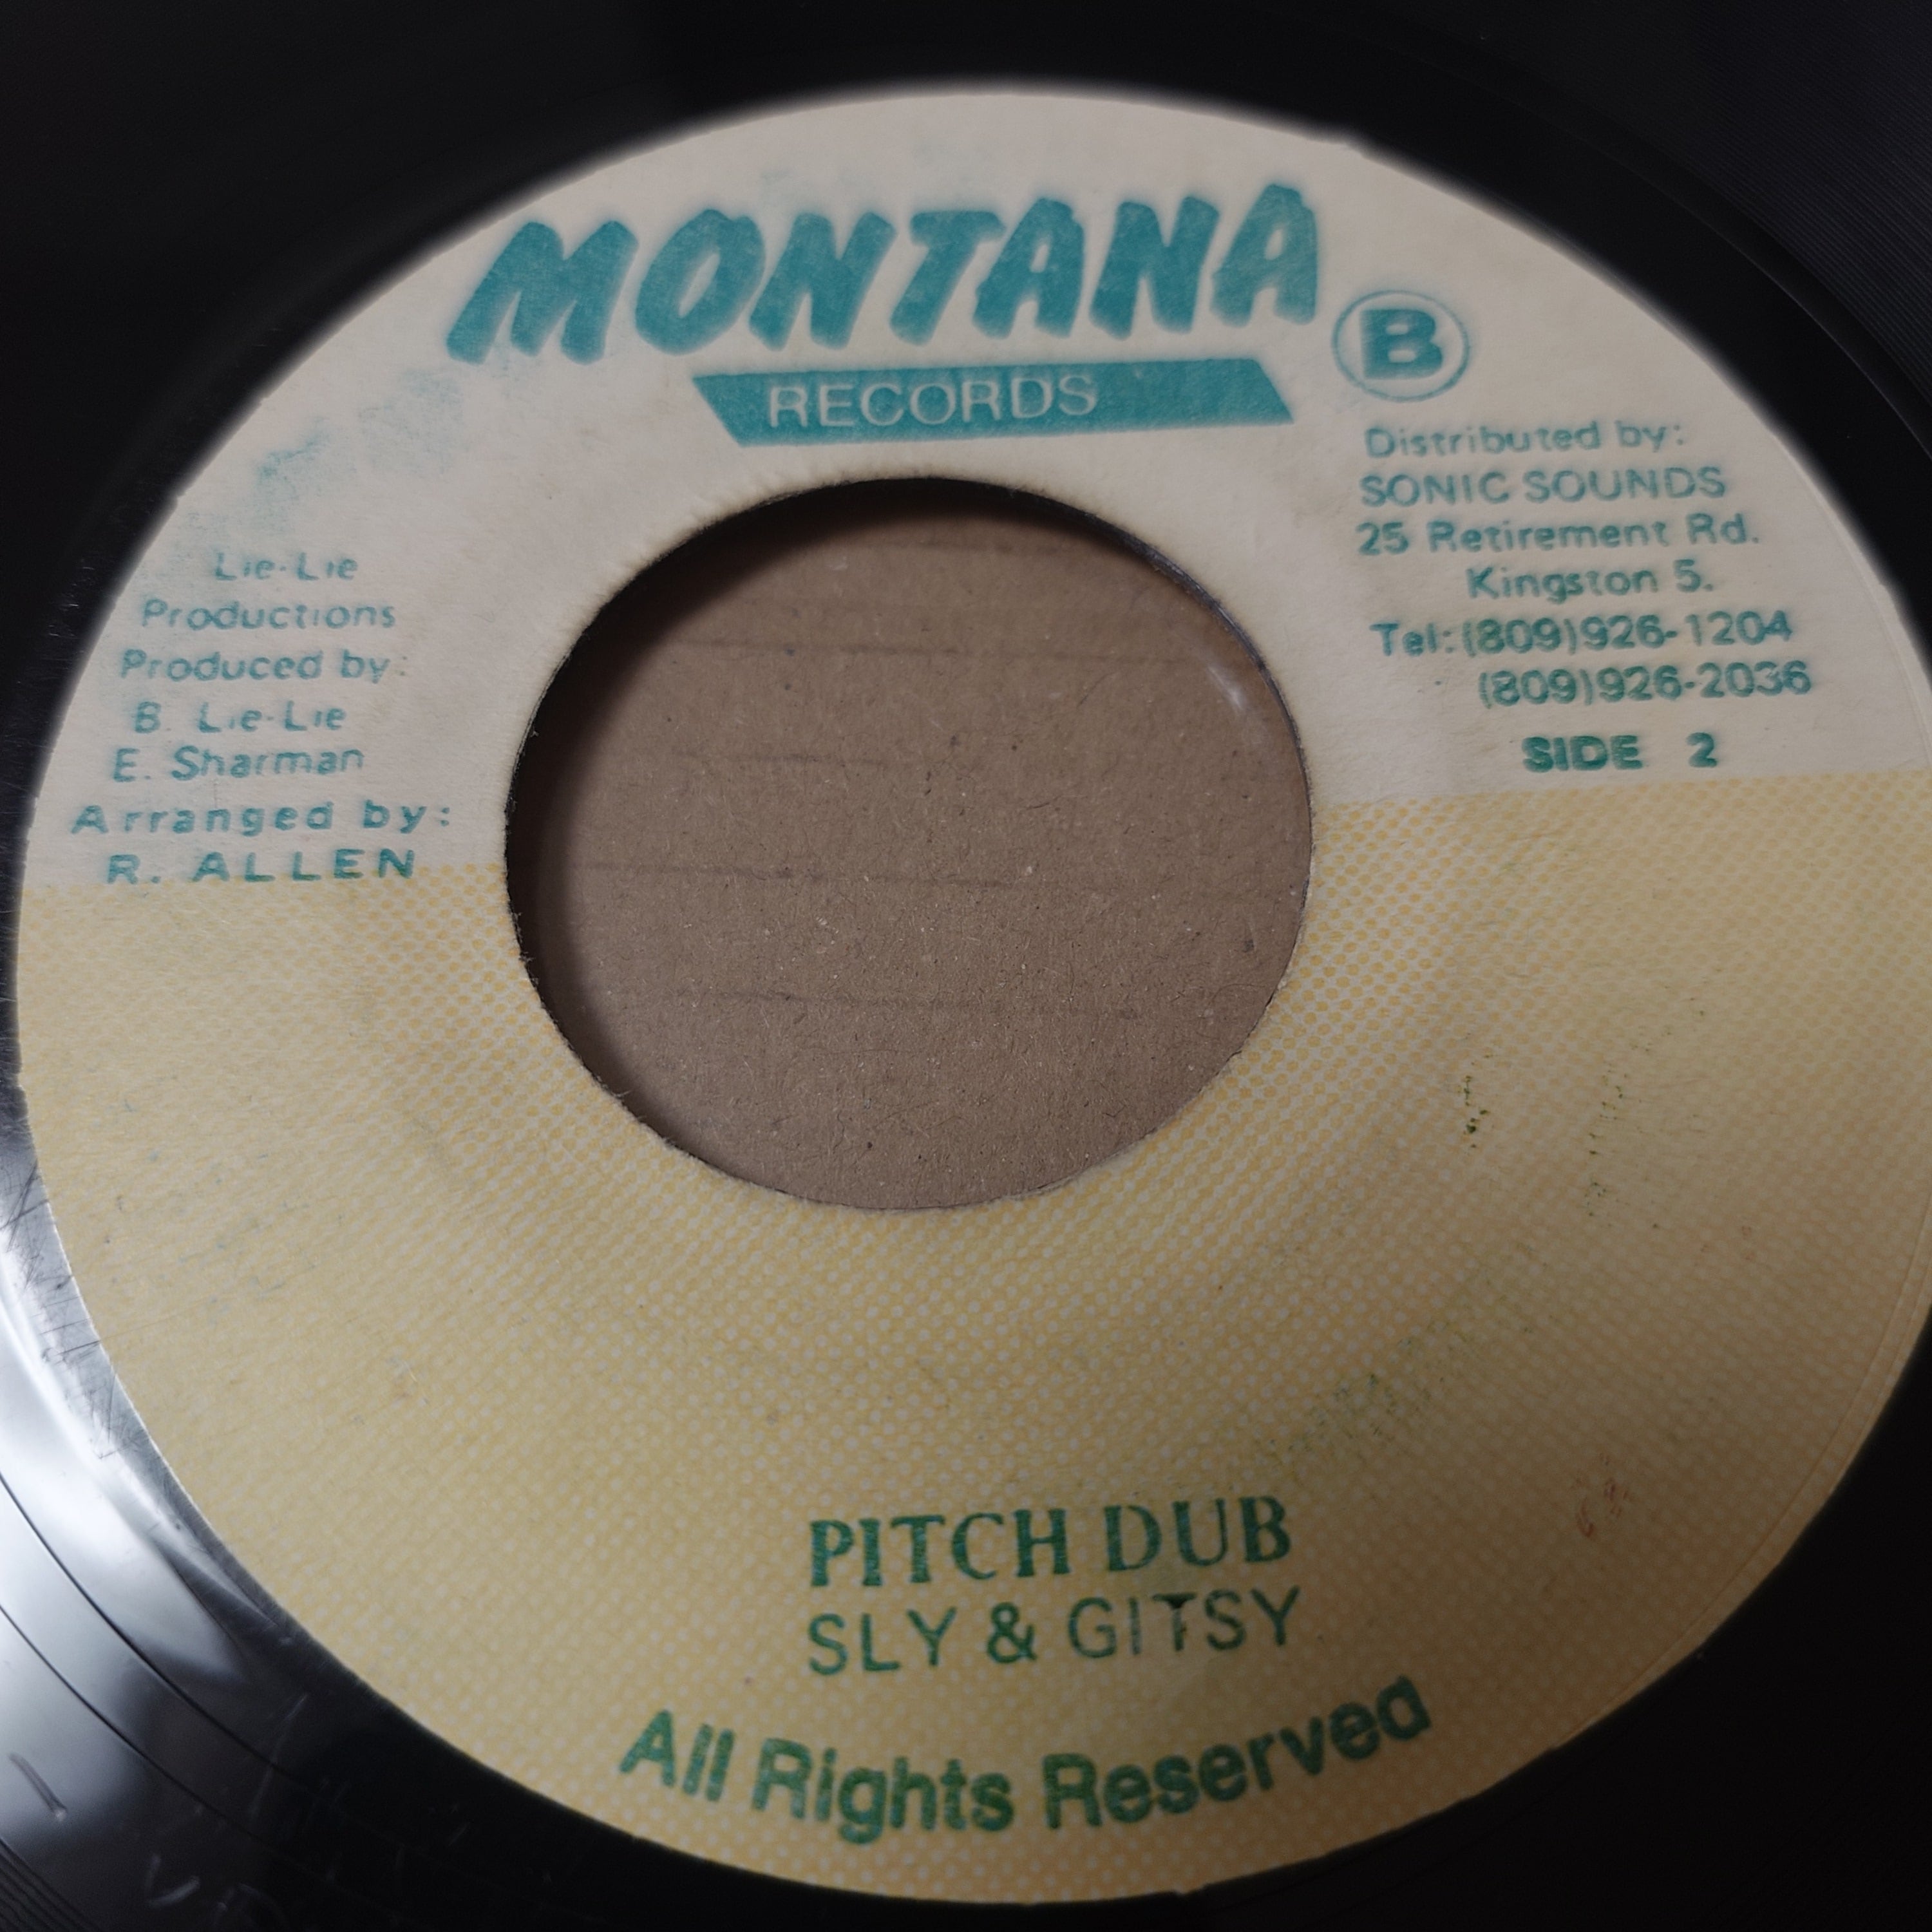 MONTANA
RECORDS
B
Distributed by:
SONIC SOUNDS
25 Retirement Rd.
Kingston 5.
Tel:(809)926-1204
(809)926-2036
SIDE 2
Lie-Lie
Productions
Produced by:
B. Lie-Lie
E. Sharman
Arranged by:
R. ALLEN
PITCH DUB
SLY & GITSY
All Rights Reserved